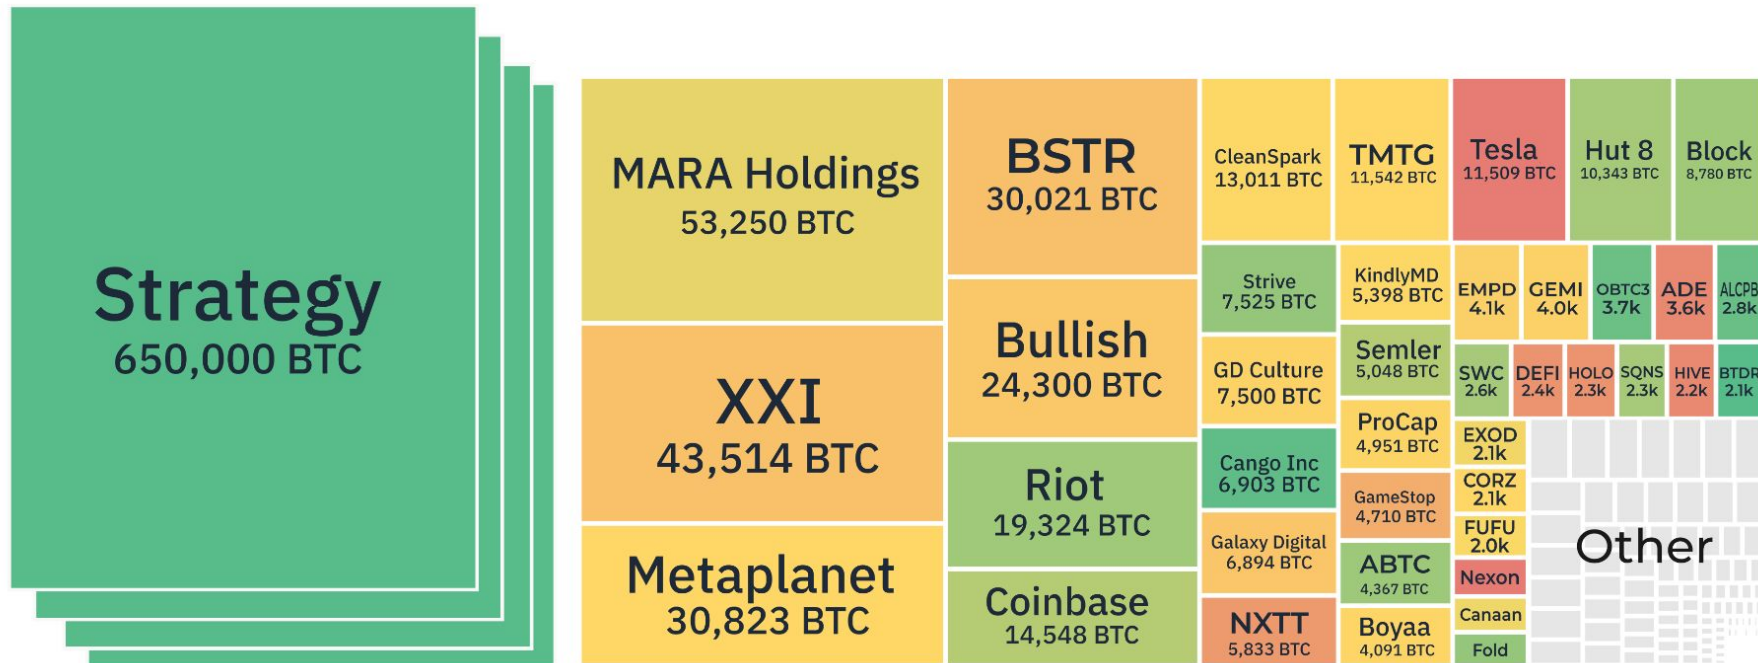 Strategy
650,000 BTC
MARA Holdings
53,250 BTC
XXI
43,514 BTC
Metaplanet
30,823 BTC
BSTR
30,021 BTC
Bullish
24,300 BTC
Riot
19,324 BTC
Coinbase
14,548 BTC
CleanSpark
13,011 BTC
TMTG
11,542 BTC
Tesla
11,509 BTC
Hut 8
10,343 BTC
Block
8,780 BTC
Strive
7,525 BTC
GD Culture
7,500 BTC
Cango Inc
6,903 BTC
Galaxy Digital
6,894 BTC
NXTT
5,833 BTC
KindlyMD
5,398 BTC
Semler
5,048 BTC
ProCap
4,951 BTC
GameStop
4,710 BTC
ABTC
4,367 BTC
Boyaa
4,091 BTC
EMPD
4.1k
GEMI
4.0k
OBTC3
3.7k
ADE
3.6k
ALCPB
2.8k
SWC
2.6k
DEFI
2.4k
HOLO
2.3k
SQNS
2.3k
HIVE
2.2k
BTDR
2.1k
EXOD
2.1k
CORZ
2.1k
FUFU
2.0k
Nexon
Canaan
Fold
Other